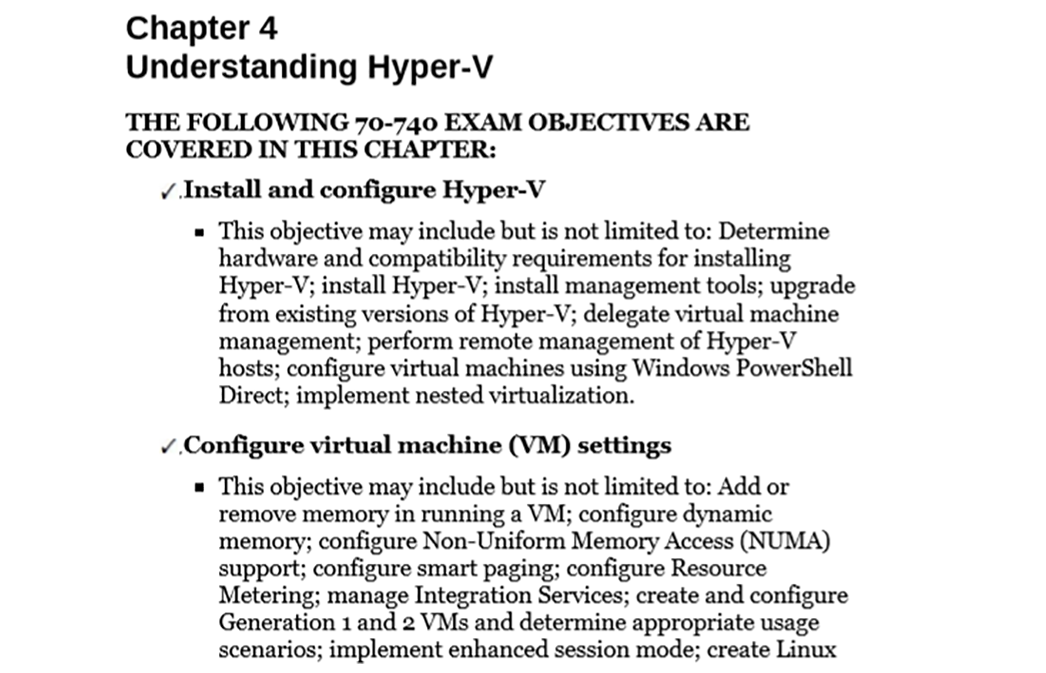 Chapter 4
Understanding Hyper-V
THE FOLLOWING 70-740 EXAM OBJECTIVES ARE
COVERED IN THIS CHAPTER:
✓.Install and configure Hyper-V
▪ This objective may include but is not limited to: Determine
hardware and compatibility requirements for installing
Hyper-V; install Hyper-V; install management tools; upgrade
from existing versions of Hyper-V; delegate virtual machine
management; perform remote management of Hyper-V
hosts; configure virtual machines using Windows PowerShell
Direct; implement nested virtualization.
✓.Configure virtual machine (VM) settings
▪ This objective may include but is not limited to: Add or
remove memory in running a VM; configure dynamic
memory; configure Non-Uniform Memory Access (NUMA)
support; configure smart paging; configure Resource
Metering; manage Integration Services; create and configure
Generation 1 and 2 VMs and determine appropriate usage
scenarios; implement enhanced session mode; create Linux